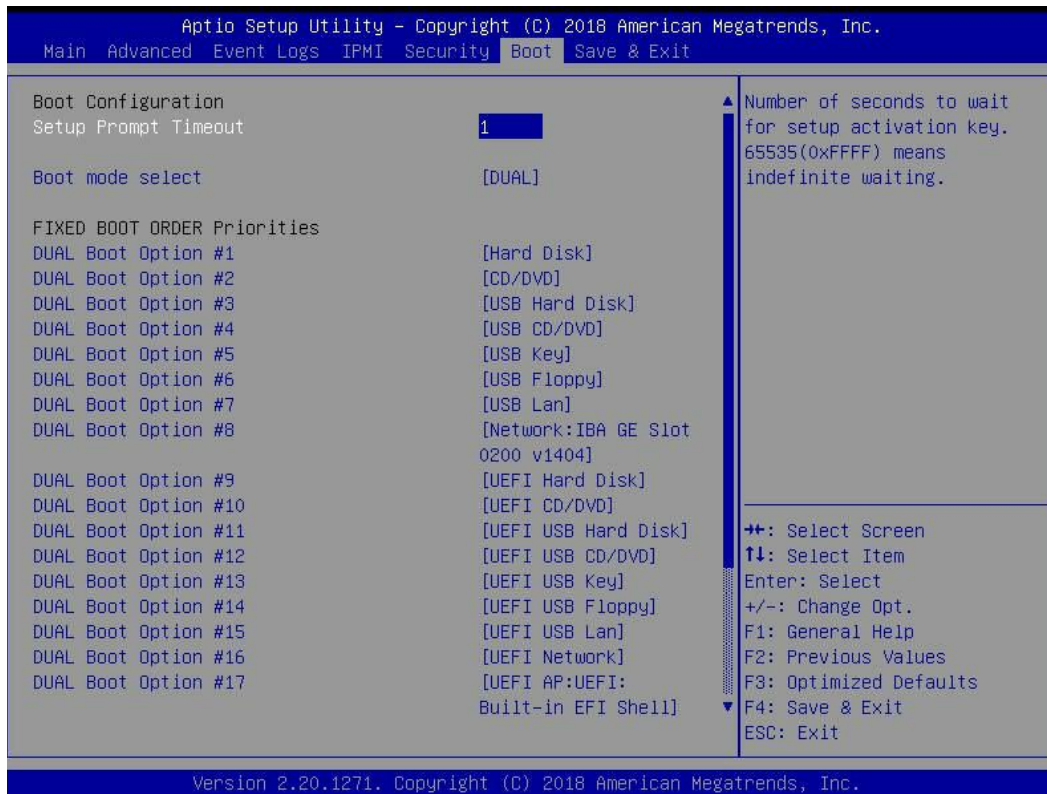 Aptio Setup Utility – Copyright (C) 2018 American Megatrends, Inc.
Main Advanced Event Logs IPMI Security Boot Save & Exit
Boot Configuration
Setup Prompt Timeout 1
Boot mode select [DUAL]
FIXED BOOT ORDER Priorities
DUAL Boot Option #1 [Hard Disk]
DUAL Boot Option #2 [CD/DVD]
DUAL Boot Option #3 [USB Hard Disk]
DUAL Boot Option #4 [USB CD/DVD]
DUAL Boot Option #5 [USB Key]
DUAL Boot Option #6 [USB Floppy]
DUAL Boot Option #7 [USB Lan]
DUAL Boot Option #8 [Network:IBA GE Slot
0200 v1404]
DUAL Boot Option #9 [UEFI Hard Disk]
DUAL Boot Option #10 [UEFI CD/DVD]
DUAL Boot Option #11 [UEFI USB Hard Disk]
DUAL Boot Option #12 [UEFI USB CD/DVD]
DUAL Boot Option #13 [UEFI USB Key]
DUAL Boot Option #14 [UEFI USB Floppy]
DUAL Boot Option #15 [UEFI USB Lan]
DUAL Boot Option #16 [UEFI Network]
DUAL Boot Option #17 [UEFI AP:UEFI:
Built-in EFI Shell]
Number of seconds to wait
for setup activation key.
65535(0xFFFF) means
indefinite waiting.
→←: Select Screen
↑↓: Select Item
Enter: Select
+/-: Change Opt.
F1: General Help
F2: Previous Values
F3: Optimized Defaults
F4: Save & Exit
ESC: Exit
Version 2.20.1271. Copyright (C) 2018 American Megatrends, Inc.